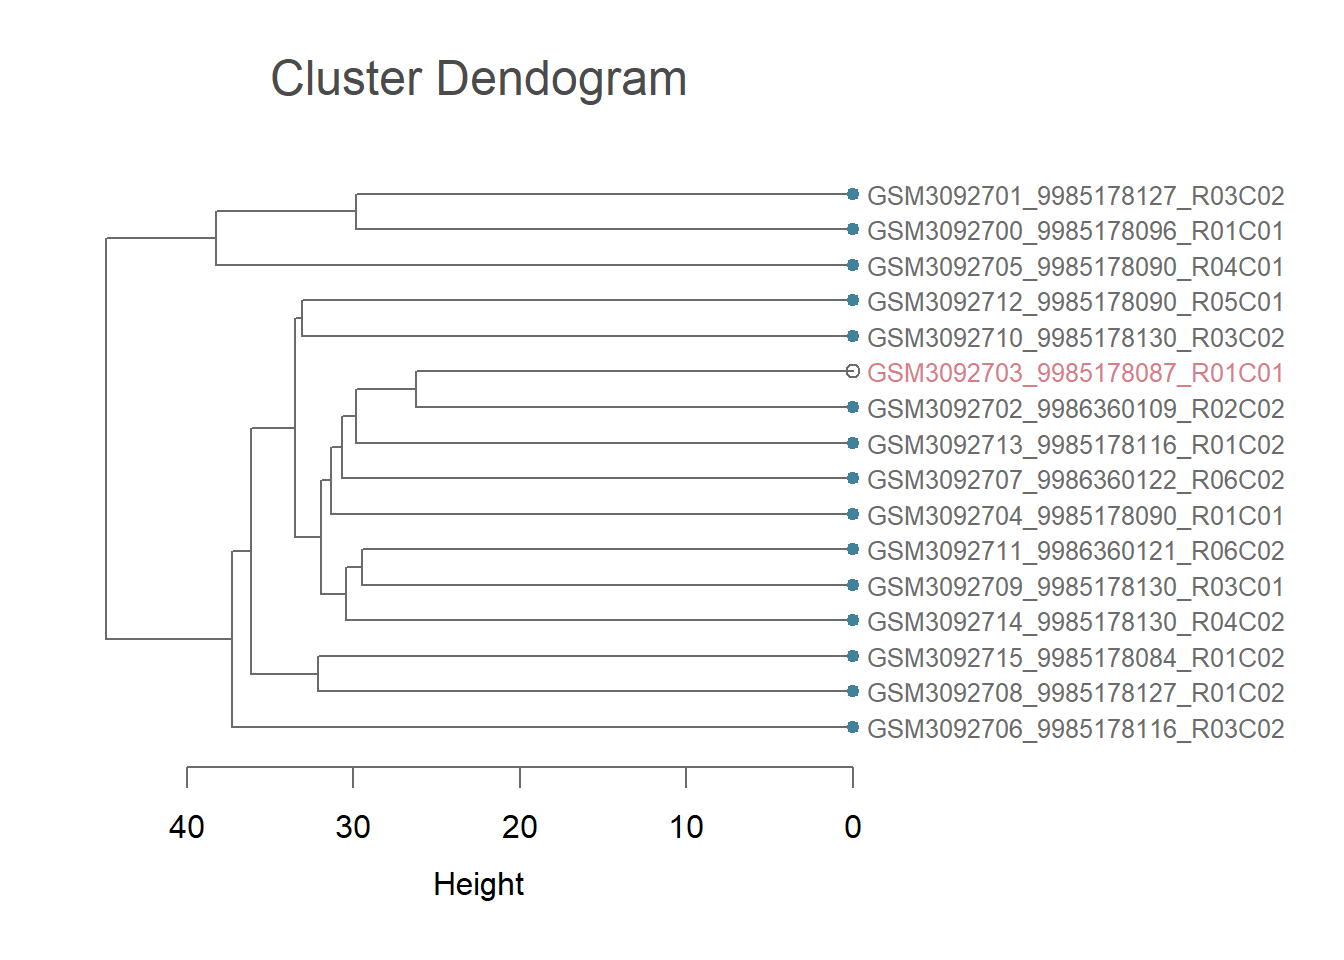 Cluster Dendogram
GSM3092701_9985178127_R03C02
GSM3092700_9985178096_R01C01
GSM3092705_9985178090_R04C01
GSM3092712_9985178090_R05C01
GSM3092710_9985178130_R03C02
GSM3092703_9985178087_R01C01
GSM3092702_9986360109_R02C02
GSM3092713_9985178116_R01C02
GSM3092707_9986360122_R06C02
GSM3092704_9985178090_R01C01
GSM3092711_9986360121_R06C02
GSM3092709_9985178130_R03C01
GSM3092714_9985178130_R04C02
GSM3092715_9985178084_R01C02
GSM3092708_9985178127_R01C02
GSM3092706_9985178116_R03C02
40 30 20 10 0
Height